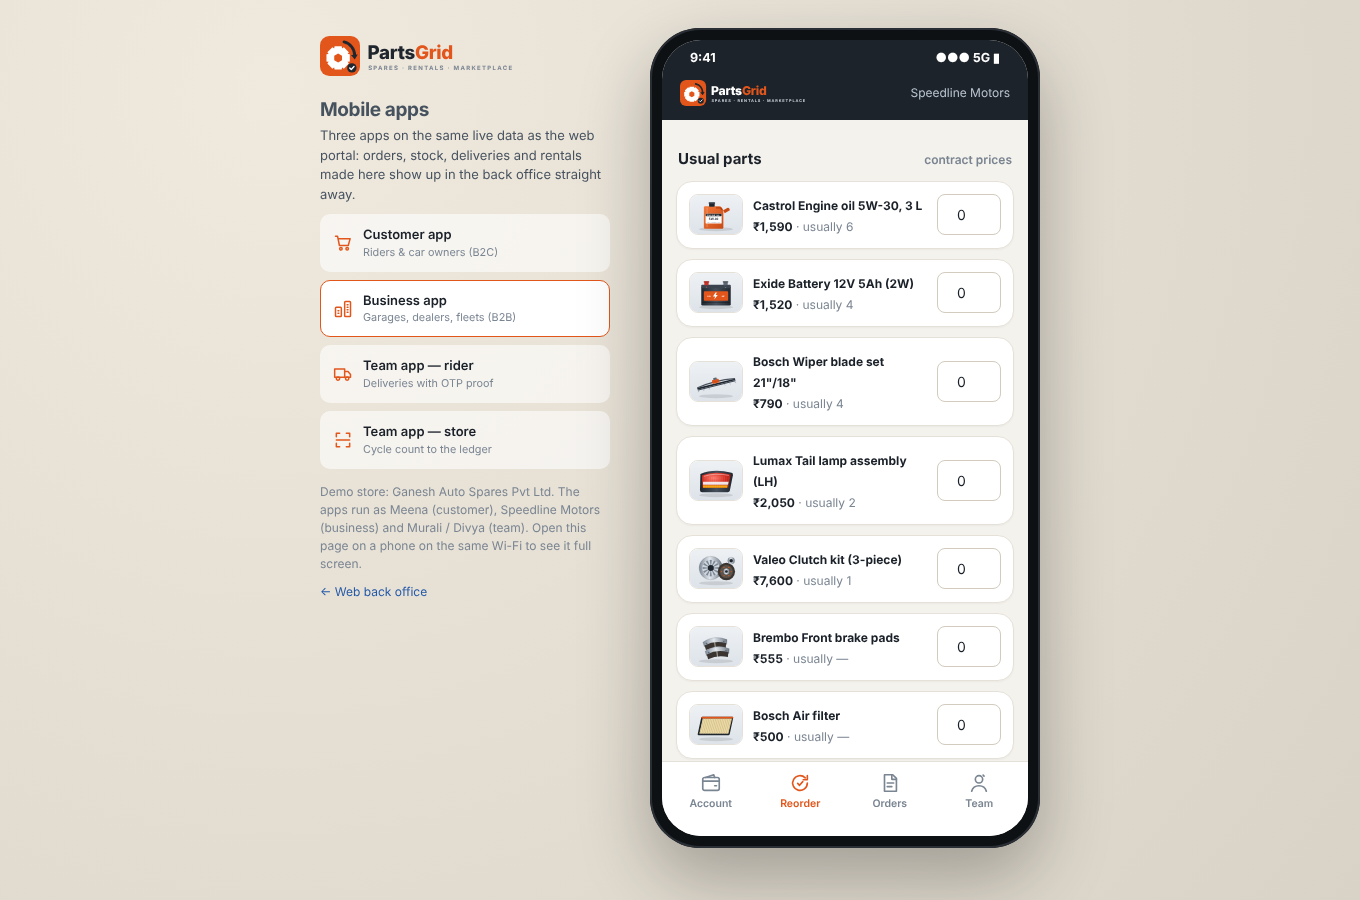 PartsGrid
SPARES · RENTALS · MARKETPLACE
Mobile apps
Three apps on the same live data as the web
portal: orders, stock, deliveries and rentals
made here show up in the back office straight
away.
Customer app
Riders & car owners (B2C)
Business app
Garages, dealers, fleets (B2B)
Team app — rider
Deliveries with OTP proof
Team app — store
Cycle count to the ledger
Demo store: Ganesh Auto Spares Pvt Ltd. The
apps run as Meena (customer), Speedline Motors
(business) and Murali / Divya (team). Open this
page on a phone on the same Wi-Fi to see it full
screen.
← Web back office
9:41
5G
PartsGrid
SPARES · RENTALS · MARKETPLACE
Speedline Motors
Usual parts
contract prices
Castrol Engine oil 5W-30, 3 L
₹1,590 · usually 6
0
Exide Battery 12V 5Ah (2W)
₹1,520 · usually 4
0
Bosch Wiper blade set
21"/18"
₹790 · usually 4
0
Lumax Tail lamp assembly
(LH)
₹2,050 · usually 2
0
Valeo Clutch kit (3-piece)
₹7,600 · usually 1
0
Brembo Front brake pads
₹555 · usually —
0
Bosch Air filter
₹500 · usually —
0
Account
Reorder
Orders
Team